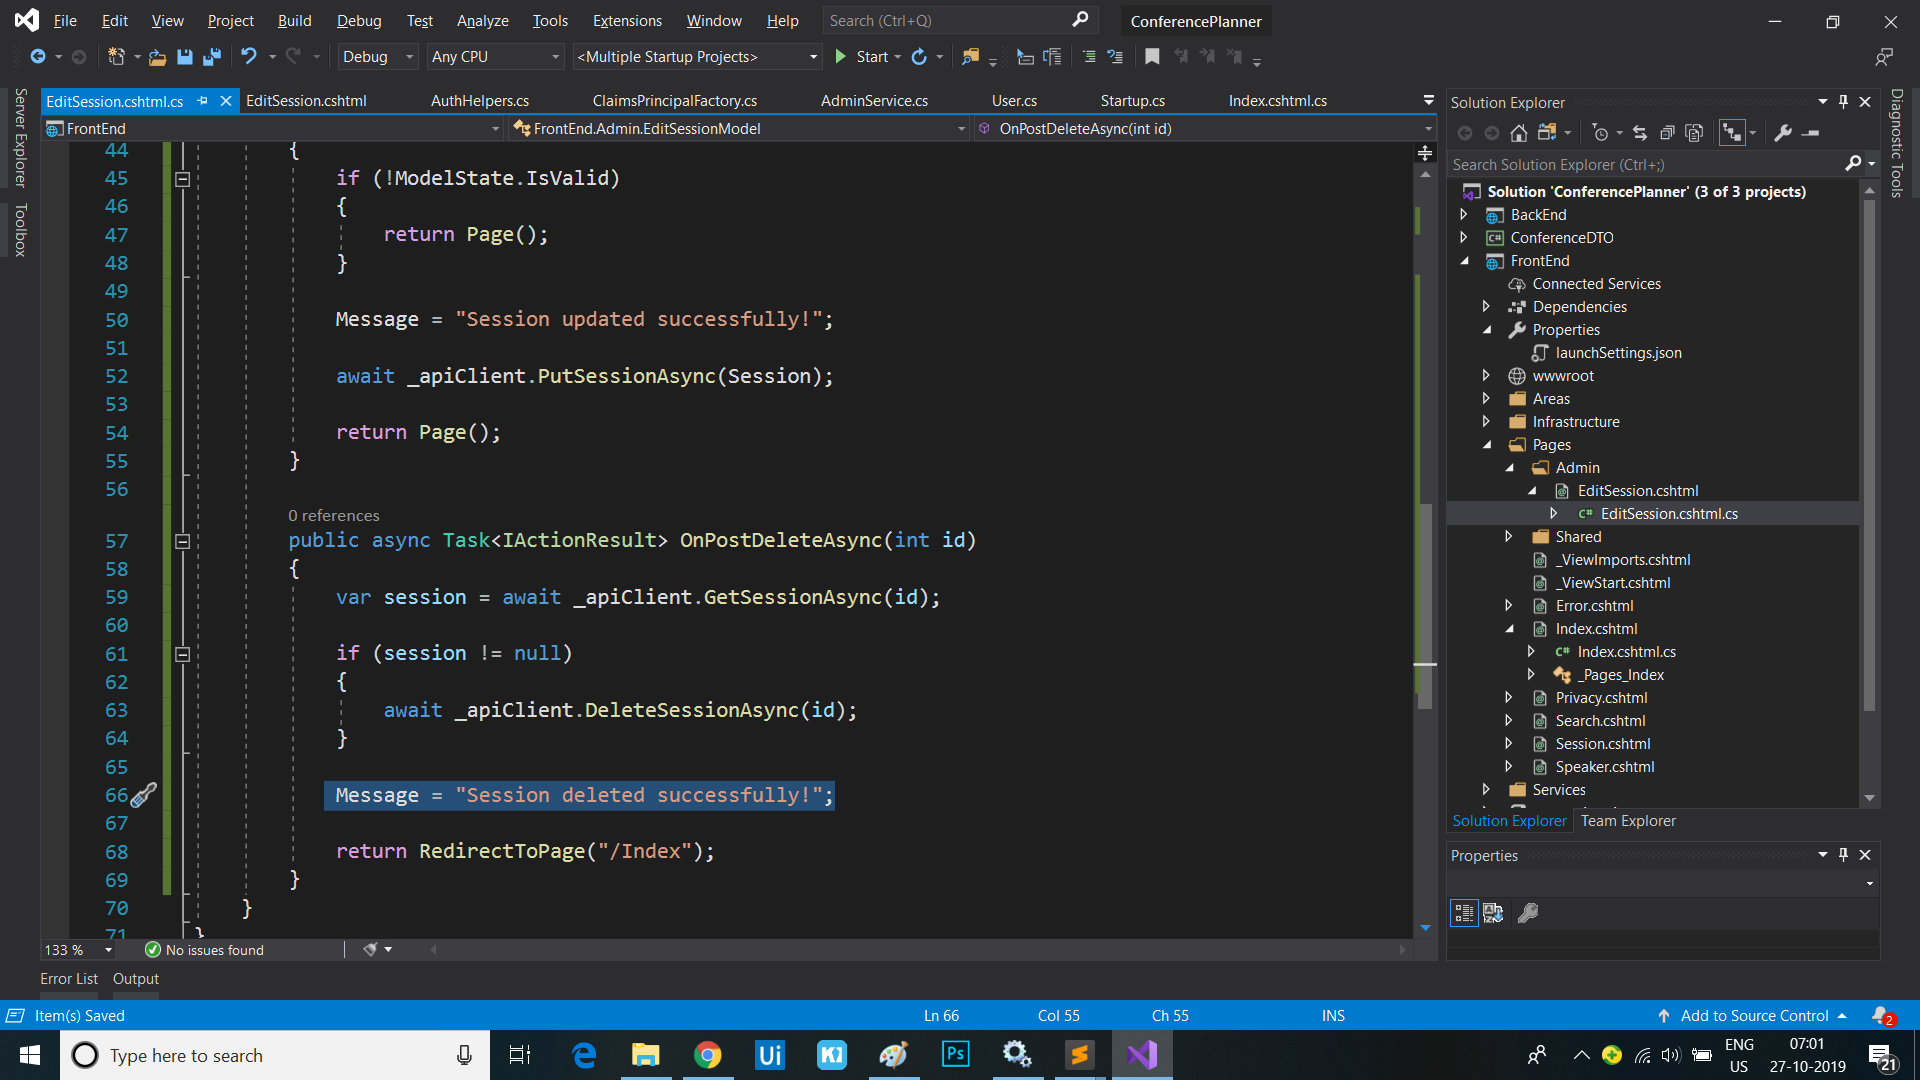 File Edit View Project Build Debug Test Analyze Tools Extensions Window Help Search (Ctrl+Q) ConferencePlanner
Debug Any CPU <Multiple Startup Projects> Start
Server Explorer
Toolbox
EditSession.cshtml.cs EditSession.cshtml AuthHelpers.cs ClaimsPrincipalFactory.cs AdminService.cs User.cs Startup.cs Index.cshtml.cs
FrontEnd FrontEnd.Admin.EditSessionModel OnPostDeleteAsync(int id)
44 {
45 if (!ModelState.IsValid)
46 {
47 return Page();
48 }
49
50 Message = "Session updated successfully!";
51
52 await _apiClient.PutSessionAsync(Session);
53
54 return Page();
55 }
56
0 references
57 public async Task<IActionResult> OnPostDeleteAsync(int id)
58 {
59 var session = await _apiClient.GetSessionAsync(id);
60
61 if (session != null)
62 {
63 await _apiClient.DeleteSessionAsync(id);
64 }
65
66 Message = "Session deleted successfully!";
67
68 return RedirectToPage("/Index");
69 }
70 }
71 }
133 % No issues found
Error List Output
Solution Explorer
Search Solution Explorer (Ctrl+;)
Solution 'ConferencePlanner' (3 of 3 projects)
BackEnd
C# ConferenceDTO
FrontEnd
Connected Services
Dependencies
Properties
launchSettings.json
wwwroot
Areas
Infrastructure
Pages
Admin
EditSession.cshtml
C# EditSession.cshtml.cs
Shared
_ViewImports.cshtml
_ViewStart.cshtml
Error.cshtml
Index.cshtml
C# Index.cshtml.cs
_Pages_Index
Privacy.cshtml
Search.cshtml
Session.cshtml
Speaker.cshtml
Services
Solution Explorer Team Explorer
Properties
Diagnostic Tools
Item(s) Saved Ln 66 Col 55 Ch 55 INS Add to Source Control 2
Type here to search Ui K Ps ENG US 07:01 27-10-2019 21